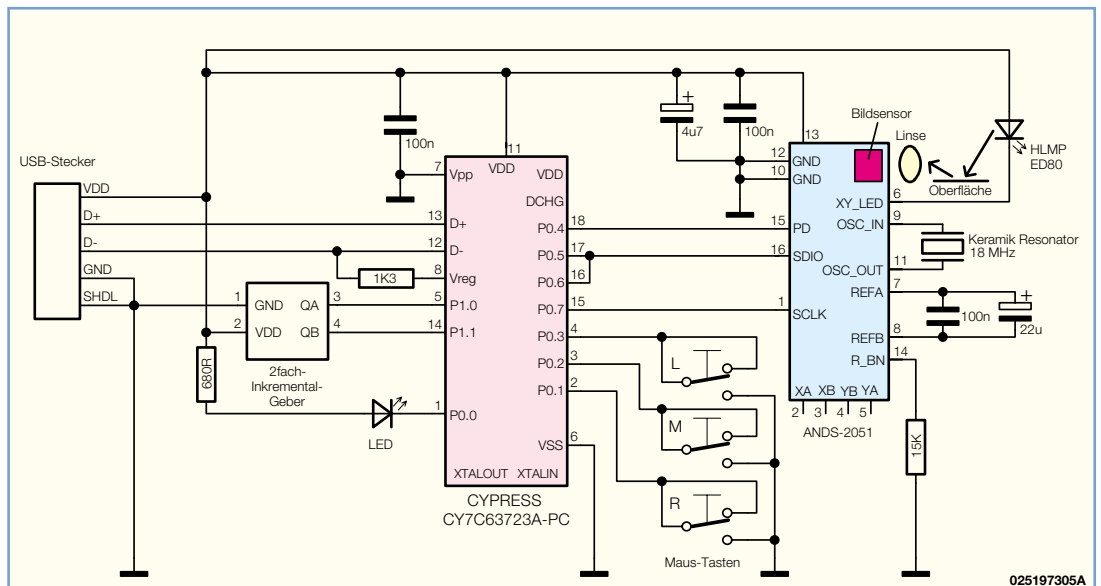 USB-Stecker
VDD
D+
D-
GND
SHDL
1 GND QA 3
2 VDD QB 4
2fach-
Inkremental-
Geber
680R
LED
100n
1K3
11
VDD VDD
7 Vpp
DCHG
13 D+
12 D-
8 Vreg
5 P1.0
14 P1.1
1 P0.0
P0.4 18
P0.5 17
P0.6 16
P0.7 15
P0.3 4
P0.2 3
P0.1 2
VSS 6
XTALOUT XTALIN
CYPRESS
CY7C63723A-PC
+
4u7
100n
L
M
R
Maus-Tasten
13
12 GND
10 GND
15 PD
16 SDIO
1 SCLK
Bildsensor
Linse
Oberfläche
HLMP
ED80
XY_LED 6
OSC_IN 9
OSC_OUT 11
Keramik Resonator
18 MHz
REFA 7
REFB 8
R_BN 14
100n
+
22u
15K
XA XB YB YA
2 3 4 5
ANDS-2051
025197305A